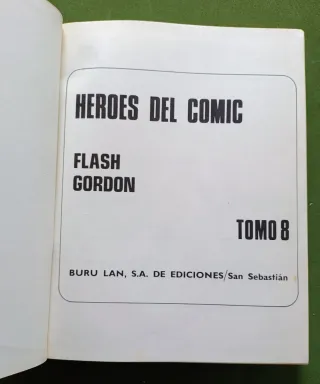 HEROES DEL COMIC
FLASH
GORDON
TOMO 8
BURU LAN, S.A. DE EDICIONES/San Sebastián